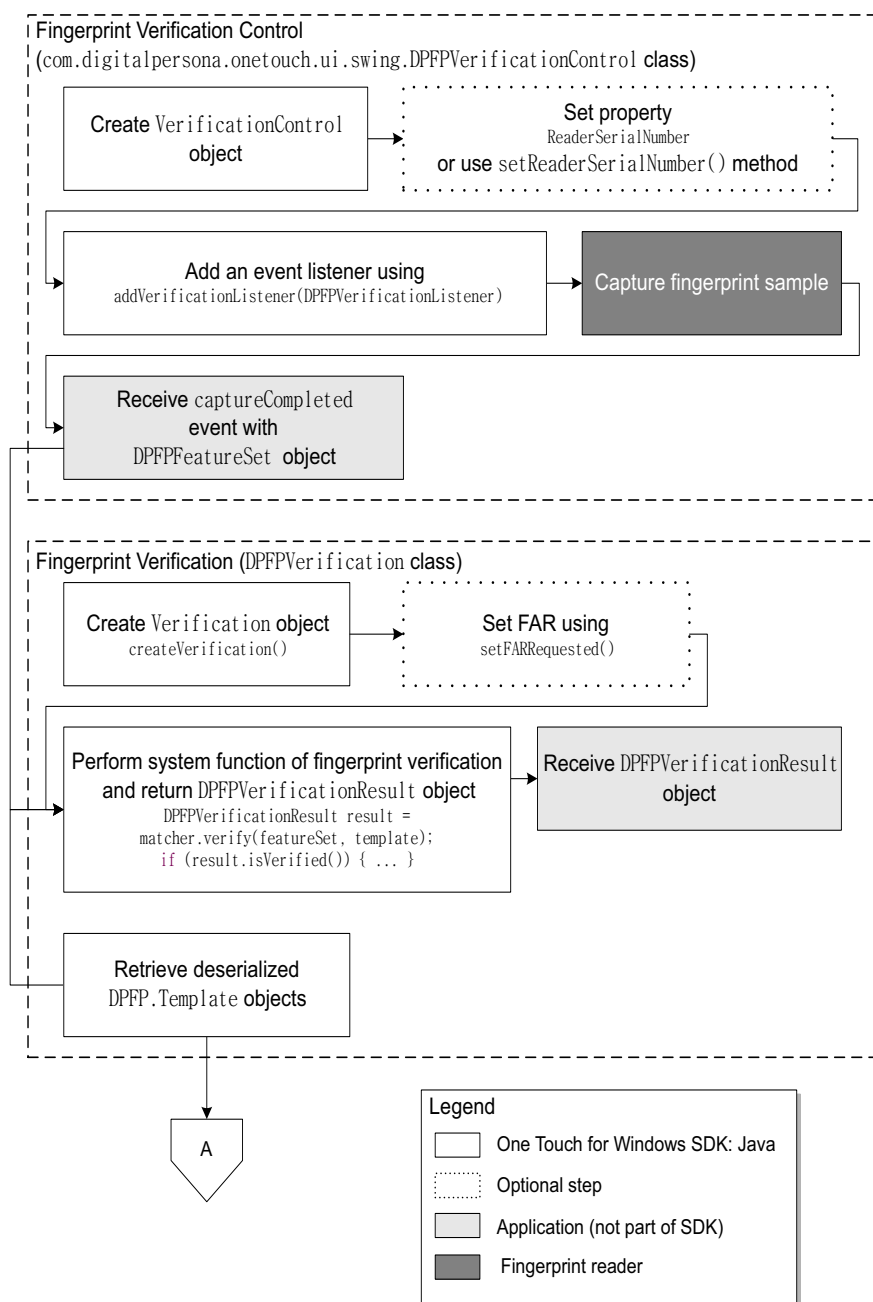 Fingerprint Verification Control
(com.digitalpersona.onetouch.ui.swing.DPFPVerificationControl class)
Create VerificationControl
object
Set property
ReaderSerialNumber
or use setReaderSerialNumber() method
Add an event listener using
addVerificationListener(DPFPVerificationListener)
Capture fingerprint sample
Receive captureCompleted
event with
DPFPFeatureSet object
Fingerprint Verification (DPFPVerification class)
Create Verification object
createVerification()
Set FAR using
setFARRequested()
Perform system function of fingerprint verification
and return DPFPVerificationResult object
DPFPVerificationResult result =
matcher.verify(featureSet, template);
if (result.isVerified()) { ... }
Receive DPFPVerificationResult
object
Retrieve deserialized
DPFP.Template objects
A
Legend
One Touch for Windows SDK: Java
Optional step
Application (not part of SDK)
Fingerprint reader